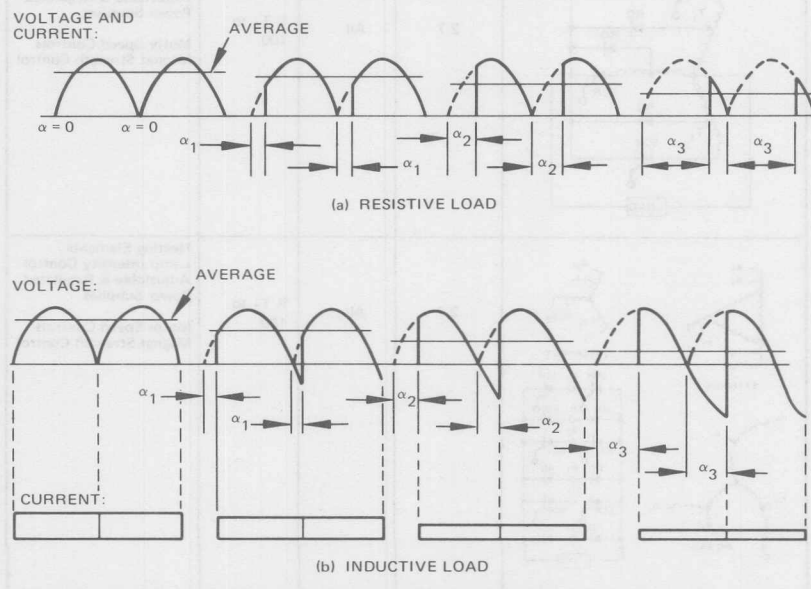 VOLTAGE AND
CURRENT:
AVERAGE
α = 0
α = 0
α1
α1
α2
α2
α3
α3
(a) RESISTIVE LOAD
VOLTAGE:
AVERAGE
α1
α1
α2
α2
α3
α3
CURRENT:
(b) INDUCTIVE LOAD